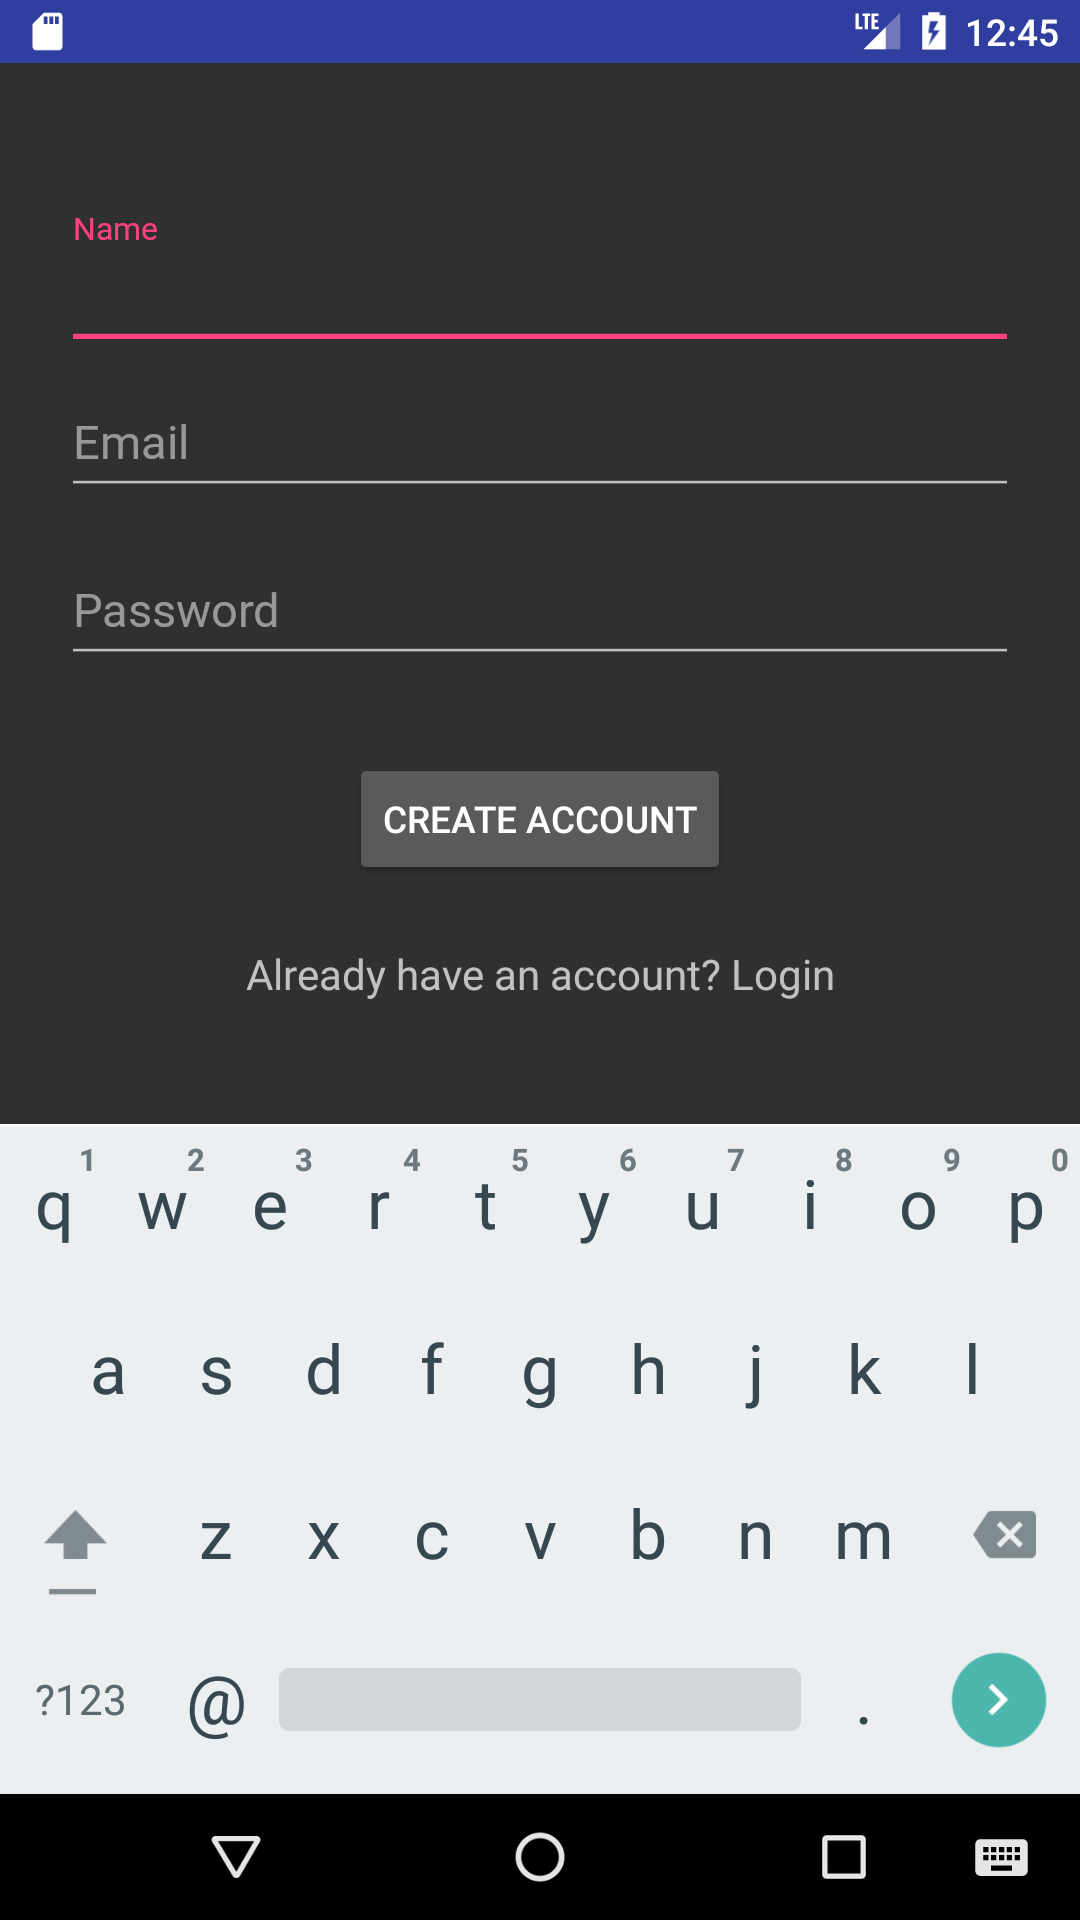 LTE 12:45
Name
Email
Password
CREATE ACCOUNT
Already have an account? Login
1 2 3 4 5 6 7 8 9 0
q w e r t y u i o p
a s d f g h j k l
z x c v b n m
?123 @ .